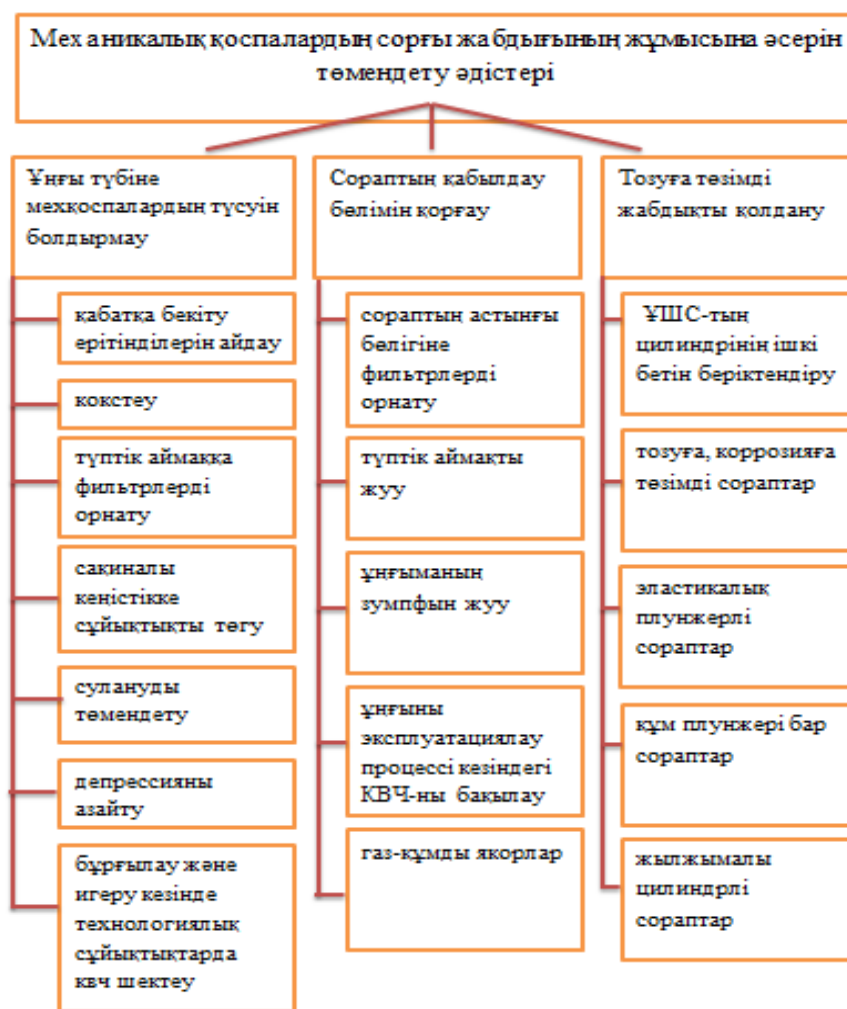 Механикалық қоспалардың сорғы жабдығының жұмысына әсерін
төмендету әдістері
Ұңғы түбіне
мехқоспалардың түсуін
болдырмау
қабатқа бекіту
ерітінділерін айдау
кокстеу
түптік аймаққа
фильтрлерді
орнату
сақиналы
кеңістікке
сұйықтықты төгу
сулануды
төмендету
депрессияны
азайту
бұрғылау және
игеру кезінде
технологиялық
сұйықтықтарда
квч шектеу
Сораптың қабылдау
бөлімін қорғау
сораптың астынғы
бөлігіне
фильтрлерді
орнату
түптік аймақты
жуу
ұңғыманың
зумпфын жуу
ұңғыны
эксплуатациялау
процессі кезіндегі
КВЧ-ны бақылау
газ-құмды якорлар
Тозуға төзімді
жабдықты қолдану
ҰШС-тың
цилиндрінің ішкі
бетін беріктендіру
тозуға, коррозияға
төзімді сораптар
эластикалық
плунжерлі
сораптар
құм плунжері бар
сораптар
жылжымалы
цилиндрлі
сораптар